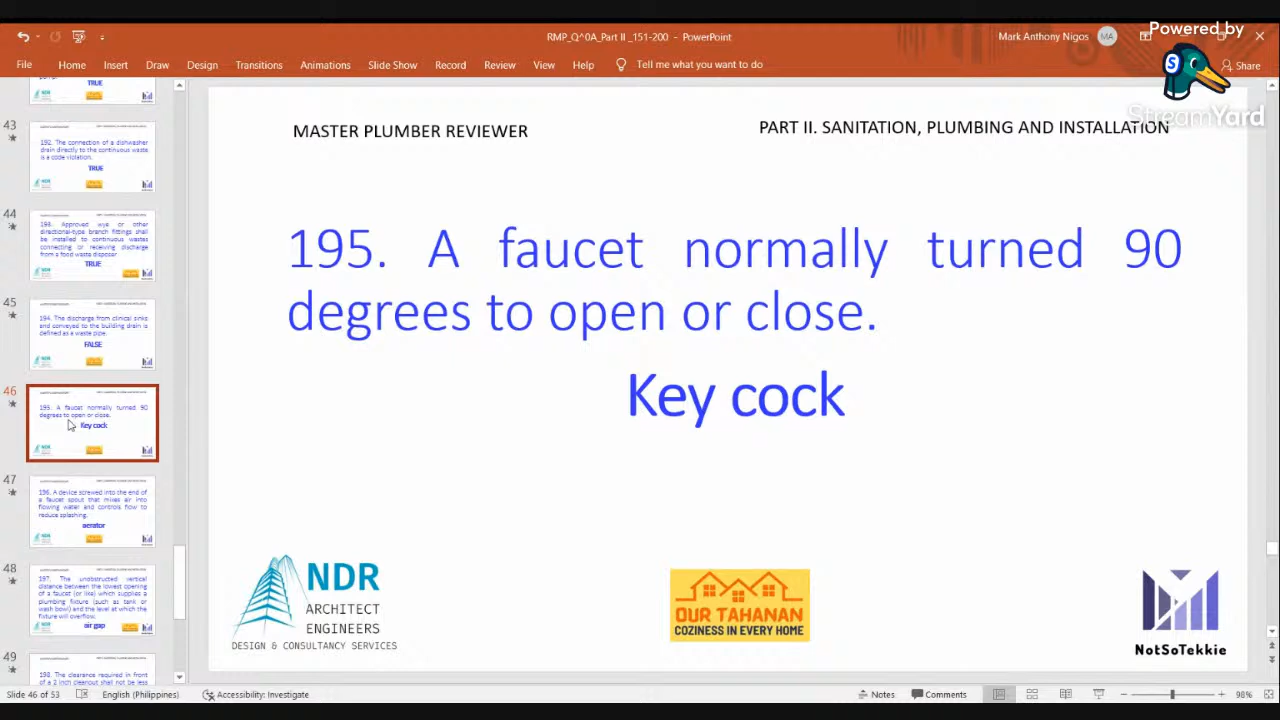 RMP_Q^0A_Part II _151-200 - PowerPoint
Mark Anthony Nigos
MA
Powered by
StreamYard
File
Home
Insert
Draw
Design
Transitions
Animations
Slide Show
Record
Review
View
Help
Tell me what you want to do
Share
TRUE
43
192. The connection of a dishwasher
drain directly to the continuous waste
is a code violation.
TRUE
44
193. Approved wye or other
directional-type branch fittings shall
be installed to continuous wastes
connecting or receiving discharge
from a food waste disposer
TRUE
45
194. The discharge from clinical sinks
and conveyed to the building drain is
defined as a waste pipe.
FALSE
46
195. A faucet normally turned 90
degrees to open or close.
Key cock
47
196. A device screwed into the end of
a faucet spout that mixes air into
flowing water and controls flow to
reduce splashing.
aerator
48
197. The unobstructed vertical
distance between the lowest opening
of a faucet (or like) which supplies a
plumbing fixture (such as tank or
wash bowl) and the level at which the
fixture will overflow.
air gap
49
198. The clearance required in front
of a 2 inch cleanout shall not be less
MASTER PLUMBER REVIEWER
PART II. SANITATION, PLUMBING AND INSTALLATION
195. A faucet normally turned 90
degrees to open or close.
Key cock
NDR
ARCHITECT
ENGINEERS
DESIGN & CONSULTANCY SERVICES
OUR TAHANAN
COZINESS IN EVERY HOME
NotSoTekkie
Slide 46 of 53
English (Philippines)
Accessibility: Investigate
Notes
Comments
98%